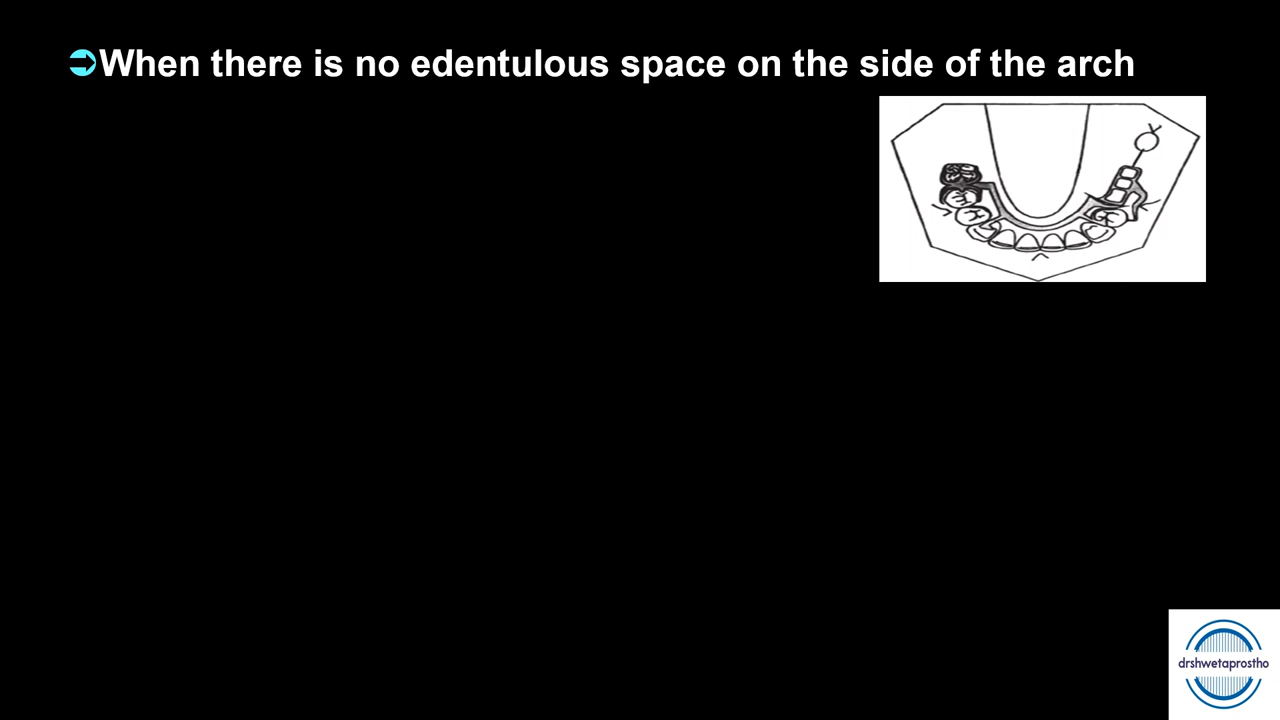 ➲When there is no edentulous space on the side of the arch
drshwetaprostho